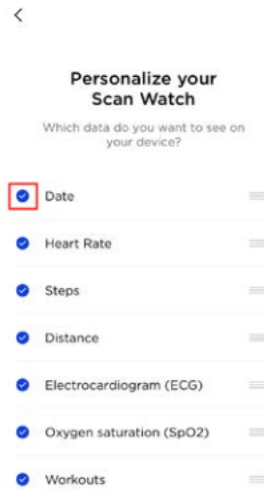 Personalize your
Scan Watch
Which data do you want to see on
your device?
Date
Heart Rate
Steps
Distance
Electrocardiogram (ECG)
Oxygen saturation (SpO2)
Workouts